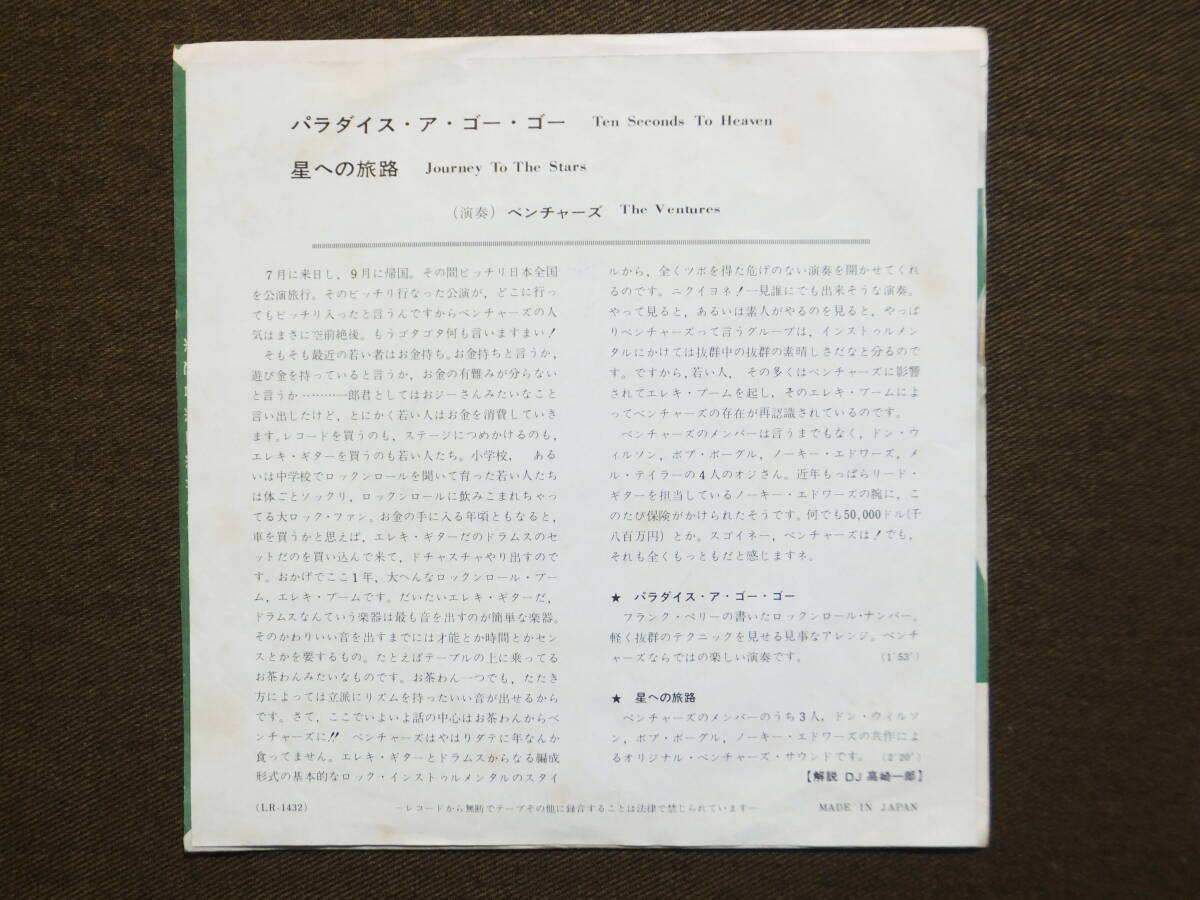 パラダイス・ア・ゴー・ゴー Ten Seconds To Heaven
星への旅路 Journey To The Stars
(演奏) ベンチャーズ The Ventures
7月に来日し，9月に帰国。その間ビッチリ日本全国
を公演旅行。そのビッチリ行なった公演が，どこに行っ
てもビッチリ入ったと言うんですからベンチャーズの人
気はまさに空前絶後。もうゴタゴタ何も言いますまい！
そもそも最近の若い者はお金持ち。お金持ちと言うか，
遊び金を持っていると言うか，お金の有難みが分らない
と言うか………一郎君としてはおジーさんみたいなこと
言い出したけど，とにかく若い人はお金を消費していき
ます。レコードを買うのも，ステージにつめかけるのも，
エレキ・ギターを買うのも若い人たち。小学校， ある
いは中学校でロックンロールを聞いて育った若い人たち
は体ごとソックリ，ロックンロールに飲みこまれちゃっ
てる大ロック・ファン。お金の手に入る年頃ともなると，
車を買うかと思えば，エレキ・ギターだのドラムスのセ
ットだのを買い込んで来て，ドチャスチャやり出すので
す。おかげでここ1年，大へんなロックンロール・ブー
ム，エレキ・ブームです。だいたいエレキ・ギターだ，
ドラムスなんていう楽器は最も音を出すのが簡単な楽器。
そのかわりいい音を出すまでには才能とか時間とかセン
スとかを要するもの。たとえばテーブルの上に乗ってる
お茶わんみたいなものです。お茶わん一つでも，たたき
方によっては立派にリズムを持ったいい音が出せるから
です。さて，ここでいよいよ話の中心はお茶わんからベ
ンチャーズに!! ベンチャーズはやはりダテに年なんか
食ってません。エレキ・ギターとドラムスからなる編成
形式の基本的なロック・インストゥルメンタルのスタイ
ルから，全くツボを得た危げのない演奏を聞かせてくれ
るのです。ニクイヨネ！一見誰にでも出来そうな演奏。
やって見ると，あるいは素人がやるのを見ると，やっぱ
りベンチャーズって言うグループは，インストゥルメン
タルにかけては抜群中の抜群の素晴しさだなと分るので
す。ですから，若い人， その多くはベンチャーズに影響
されてエレキ・ブームを起し，そのエレキ・ブームによ
ってベンチャーズの存在が再認識されているのです。
ベンチャーズのメンバーは言うまでもなく，ドン・ウ
ィルソン，ボブ・ボーグル，ノーキー・エドワーズ，メ
ル・テイラーの4人のオジさん。近年もっぱらリード・
ギターを担当しているノーキー・エドワーズの腕に，こ
のたび保険がかけられたそうです。何でも50,000ドル(千
八百万円) とか。スゴイネー，ベンチャーズは！でも，
それも全くもっともだと感じますネ。
★ パラダイス・ア・ゴー・ゴー
フランク・ベリーの書いたロックンロール・ナンバー。
軽く抜群のテクニックを見せる見事なアレンジ。ベンチ
ャーズならではの楽しい演奏です。 (1′53″)
★ 星への旅路
ベンチャーズのメンバーのうち3人，ドン・ウィルソ
ン，ボブ・ボーグル，ノーキー・エドワーズの共作によ
るオリジナル・ベンチャーズ・サウンドです。 (2′20″)
【解説 DJ 高崎一郎】
(LR-1432) ―レコードから無断でテープその他に録音することは法律で禁じられています― MADE IN JAPAN